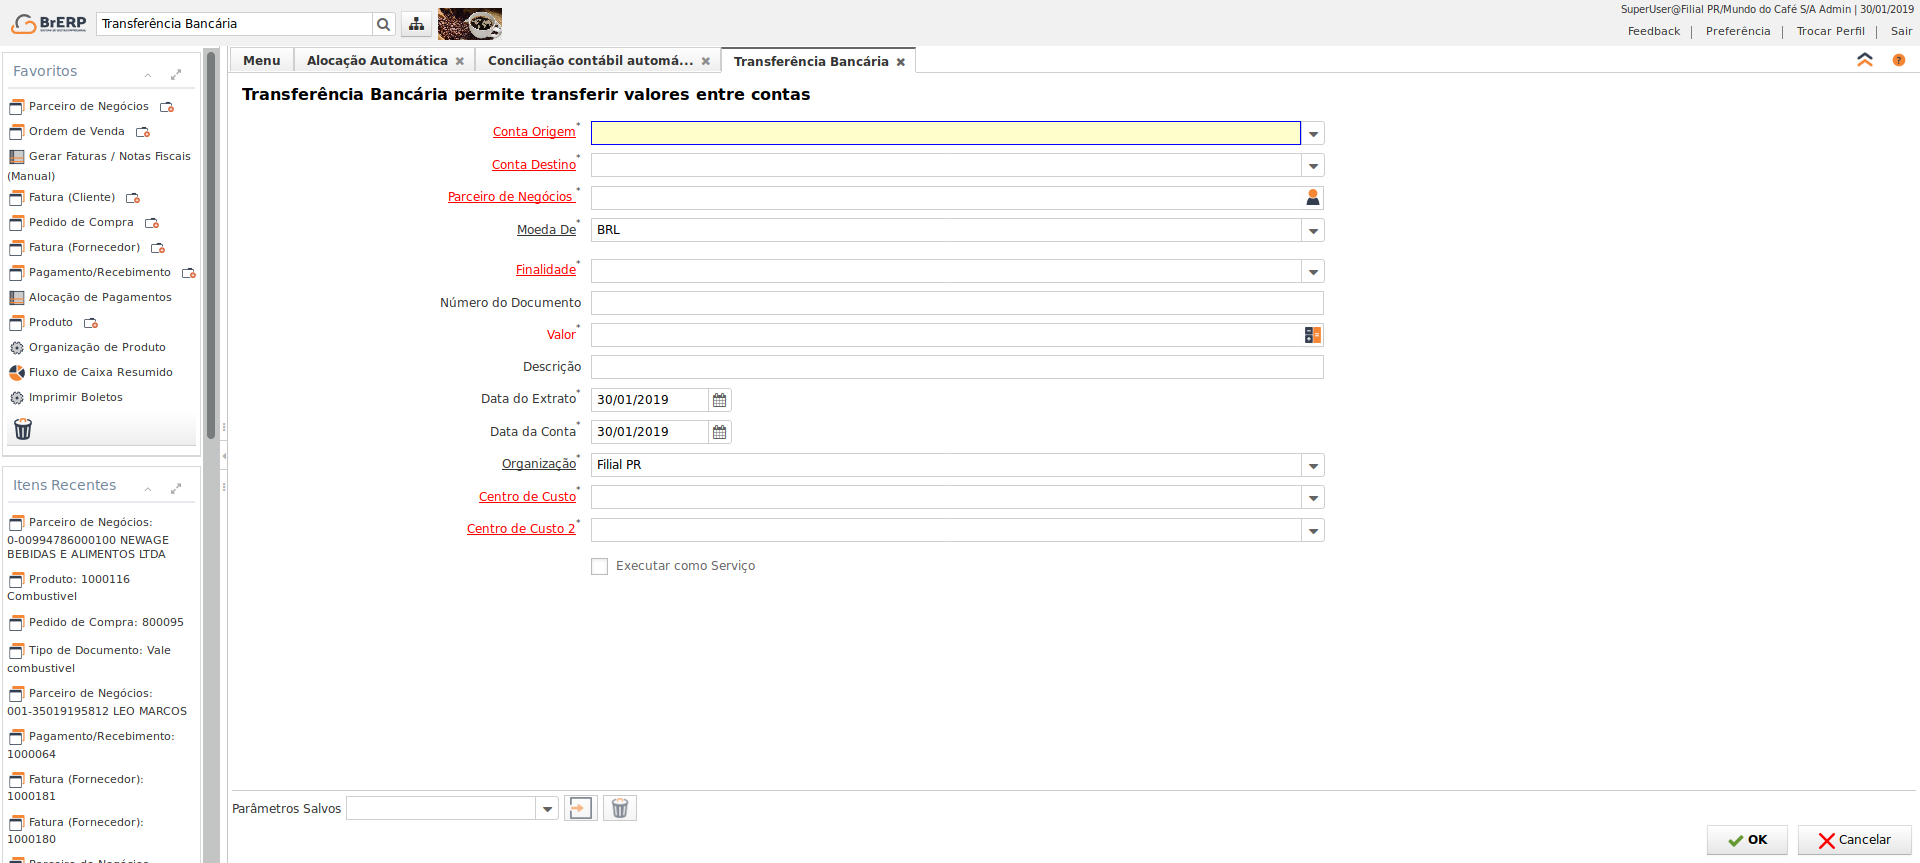 BrERP
Transferência Bancária
SuperUser@Filial PR/Mundo do Café S/A Admin | 30/01/2019
Feedback | Preferência | Trocar Perfil | Sair
Favoritos
Parceiro de Negócios
Ordem de Venda
Gerar Faturas / Notas Fiscais
(Manual)
Fatura (Cliente)
Pedido de Compra
Fatura (Fornecedor)
Pagamento/Recebimento
Alocação de Pagamentos
Produto
Organização de Produto
Fluxo de Caixa Resumido
Imprimir Boletos
Itens Recentes
Parceiro de Negócios:
0-00994786000100 NEWAGE
BEBIDAS E ALIMENTOS LTDA
Produto: 1000116
Combustivel
Pedido de Compra: 800095
Tipo de Documento: Vale
combustivel
Parceiro de Negócios:
001-35019195812 LEO MARCOS
Pagamento/Recebimento:
1000064
Fatura (Fornecedor):
1000181
Fatura (Fornecedor):
1000180
Menu
Alocação Automática
Conciliação contábil automá...
Transferência Bancária
?
Transferência Bancária permite transferir valores entre contas
Conta Origem*
Conta Destino*
Parceiro de Negócios *
Moeda De* BRL
Finalidade*
Número do Documento
Valor*
Descrição
Data do Extrato* 30/01/2019
Data da Conta* 30/01/2019
Organização* Filial PR
Centro de Custo*
Centro de Custo 2*
Executar como Serviço
Parâmetros Salvos
OK
Cancelar